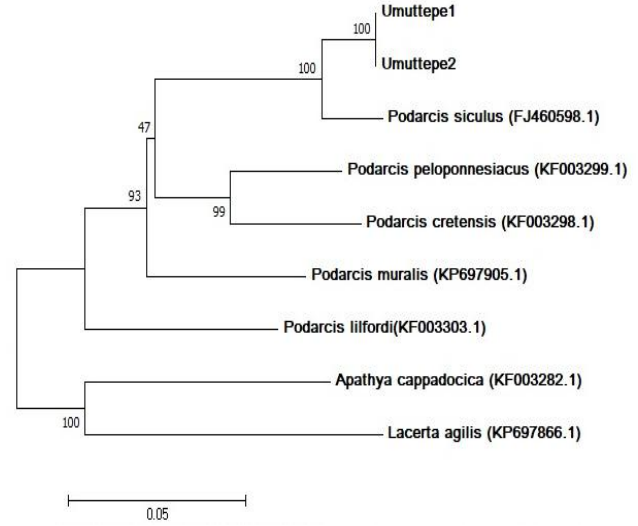 Umuttepe1
100
Umuttepe2
100
Podarcis siculus (FJ460598.1)
47
Podarcis peloponnesiacus (KF003299.1)
93
99
Podarcis cretensis (KF003298.1)
Podarcis muralis (KP697905.1)
Podarcis lilfordi(KF003303.1)
Apathya cappadocica (KF003282.1)
100
Lacerta agilis (KP697866.1)
0.05